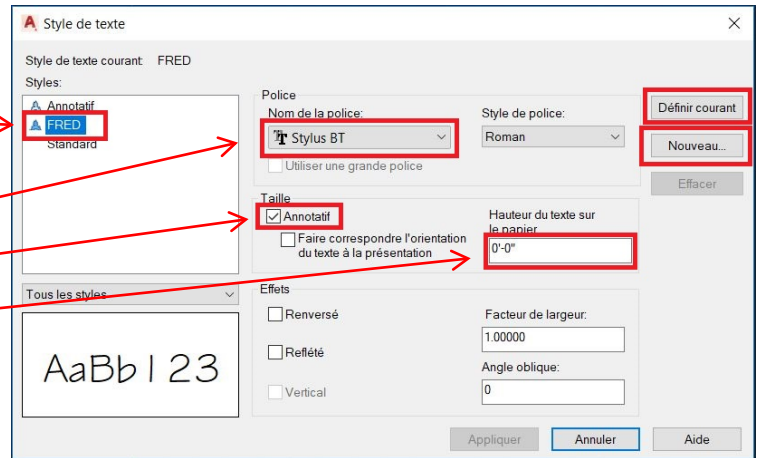 Style de texte
Style de texte courant: FRED
Styles:
Annotatif
FRED
Standard
Tous les styles
AaBb123
Police
Nom de la police:
Stylus BT
Utiliser une grande police
Style de police:
Roman
Taille
Annotatif
Faire correspondre l'orientation
du texte à la présentation
Hauteur du texte sur
le papier
0'-0"
Effets
Renversé
Reflété
Vertical
Facteur de largeur:
1.00000
Angle oblique:
0
Définir courant
Nouveau...
Effacer
Appliquer
Annuler
Aide